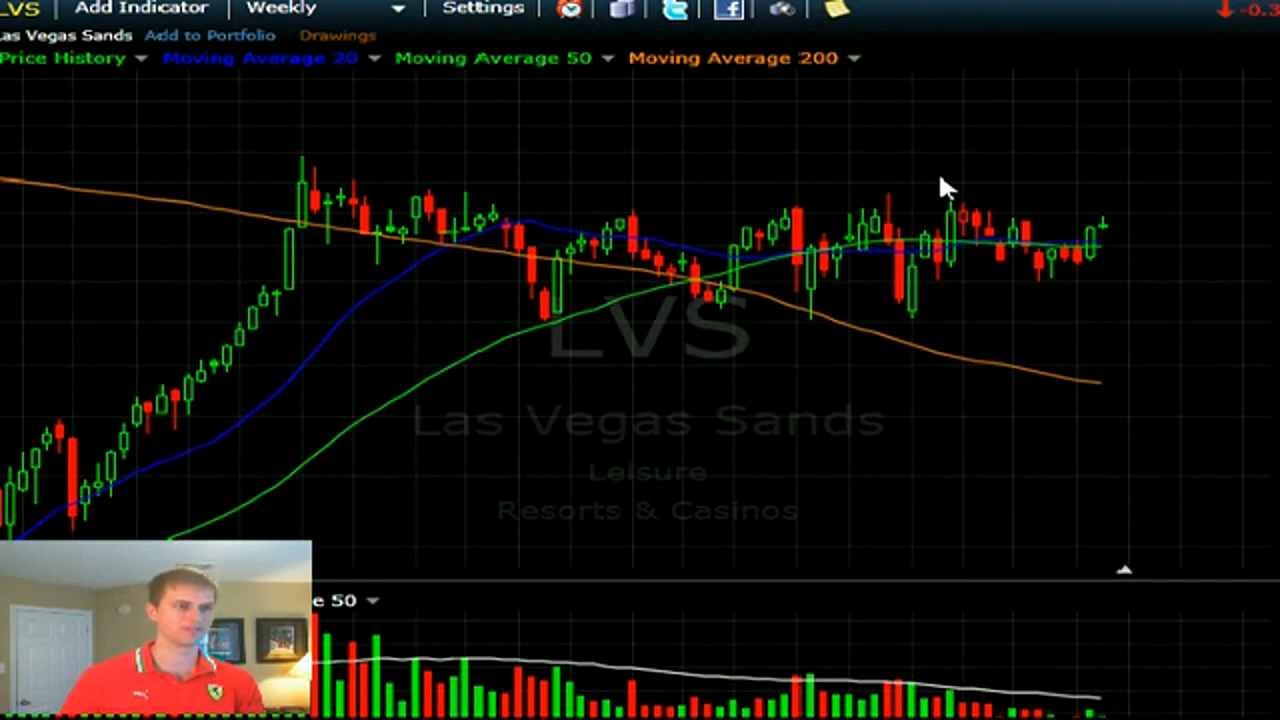 LVS Add Indicator Weekly Settings -0.3
Las Vegas Sands Add to Portfolio Drawings
Price History Moving Average 20 Moving Average 50 Moving Average 200
LVS
Las Vegas Sands
Leisure
Resorts & Casinos
e 50